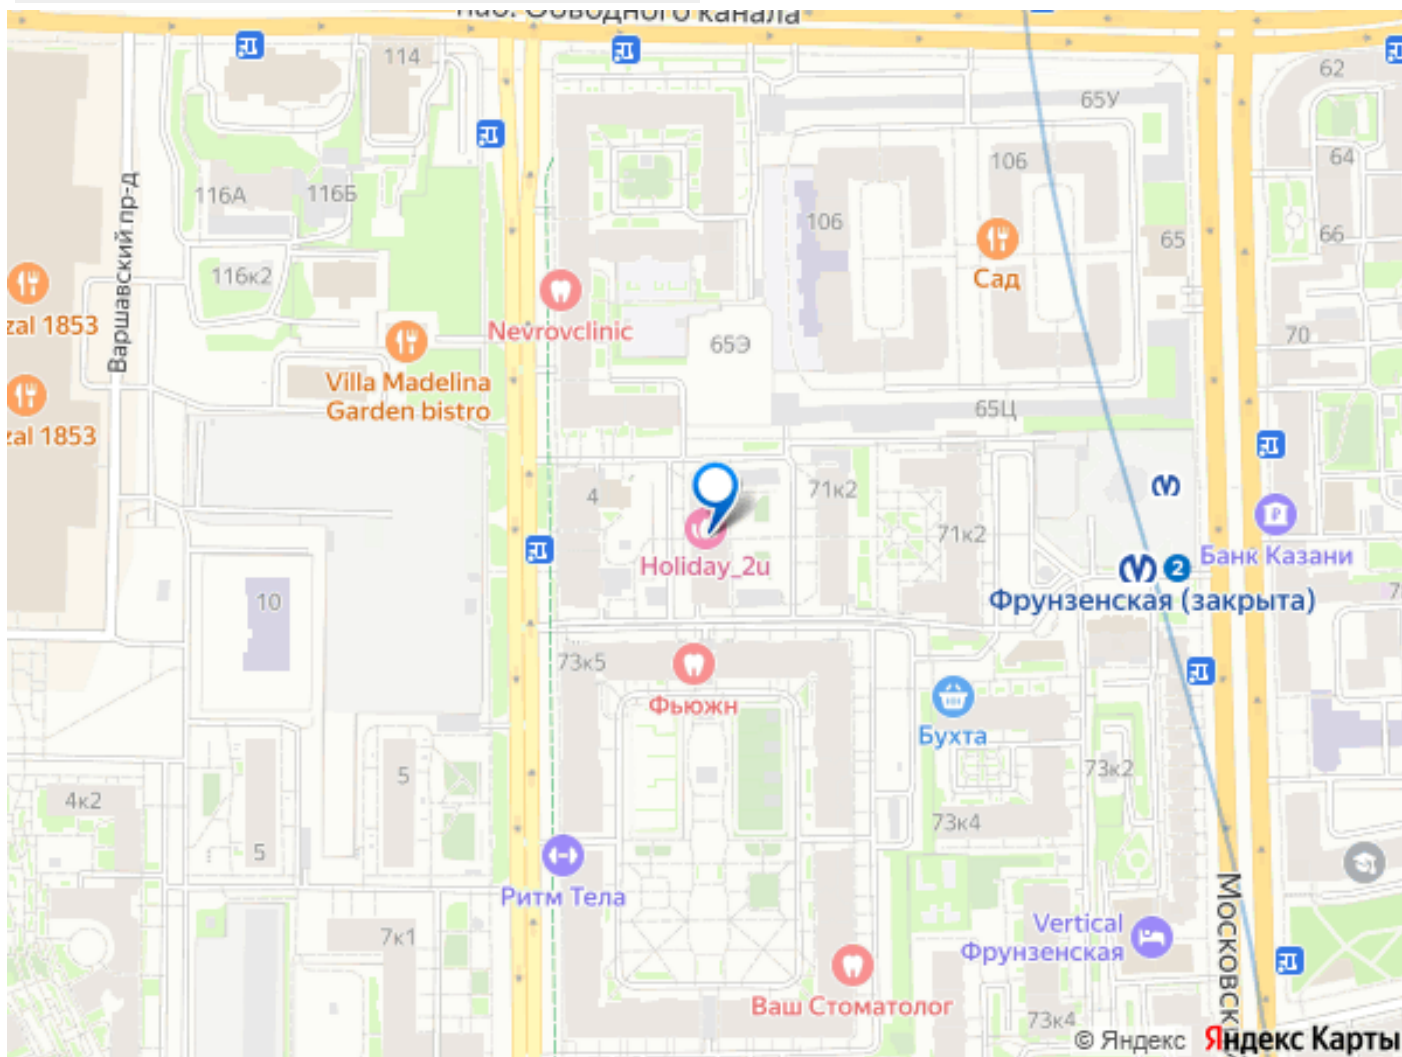 наб. Обводного канала
114
62
65У
64
116А
116Б
106
106
66
65
116к2
Сад
Варшавский пр-д
zal 1853
Nevrovclinic
65Э
70
Villa Madelina
Garden bistro
65Ц
zal 1853
4
71к2
71к2
Банк Казани
Holiday_2u
2
Фрунзенская (закрыта)
10
73к5
Фьюжн
Бухта
5
73к2
4к2
73к4
5
Ритм Тела
Vertical
Фрунзенская
7к1
Московск
Ваш Стоматолог
73к4
© Яндекс Яндекс Карты